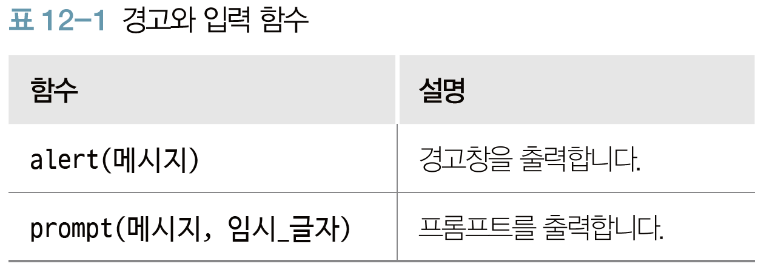 표 12-1 경고와 입력 함수
함수 설명
alert(메시지) 경고창을 출력합니다.
prompt(메시지, 임시_글자) 프롬프트를 출력합니다.